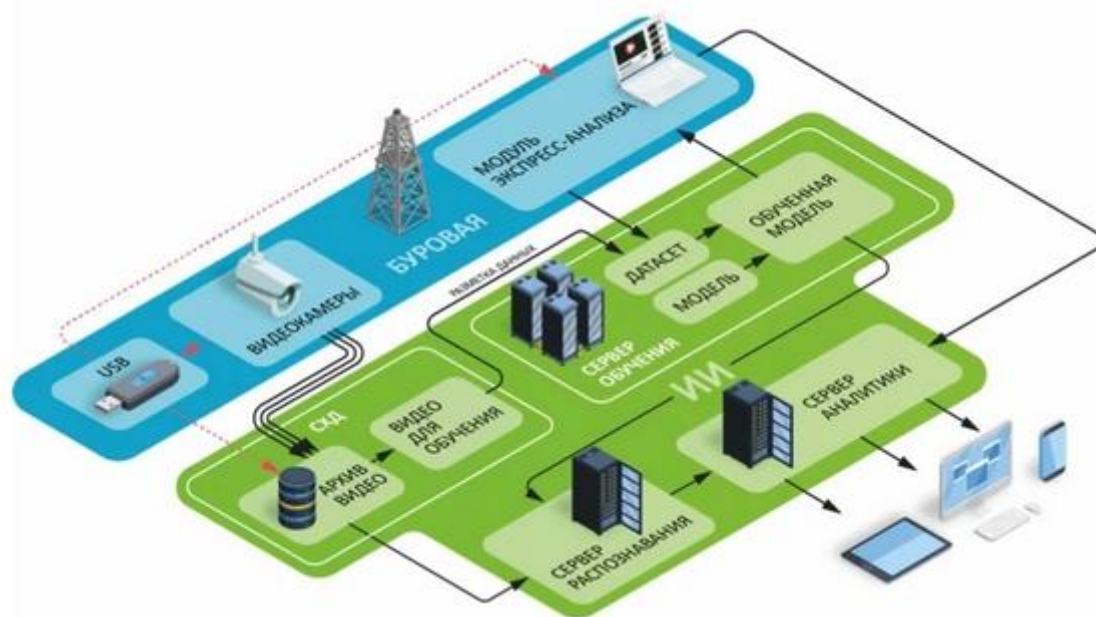 МОДУЛЬ
ЭКСПРЕСС-АНАЛИЗА
БУРОВАЯ
ВИДЕОКАМЕРЫ
USB
РАЗМЕТКА ДАННЫХ
ОБУЧЕННАЯ
МОДЕЛЬ
ДАТАСЕТ
МОДЕЛЬ
СЕРВЕР
ОБУЧЕНИЯ
ИИ
СХД
ВИДЕО
ДЛЯ
ОБУЧЕНИЯ
АРХИВ
ВИДЕО
СЕРВЕР
АНАЛИТИКИ
СЕРВЕР
РАСПОЗНАВАНИЯ